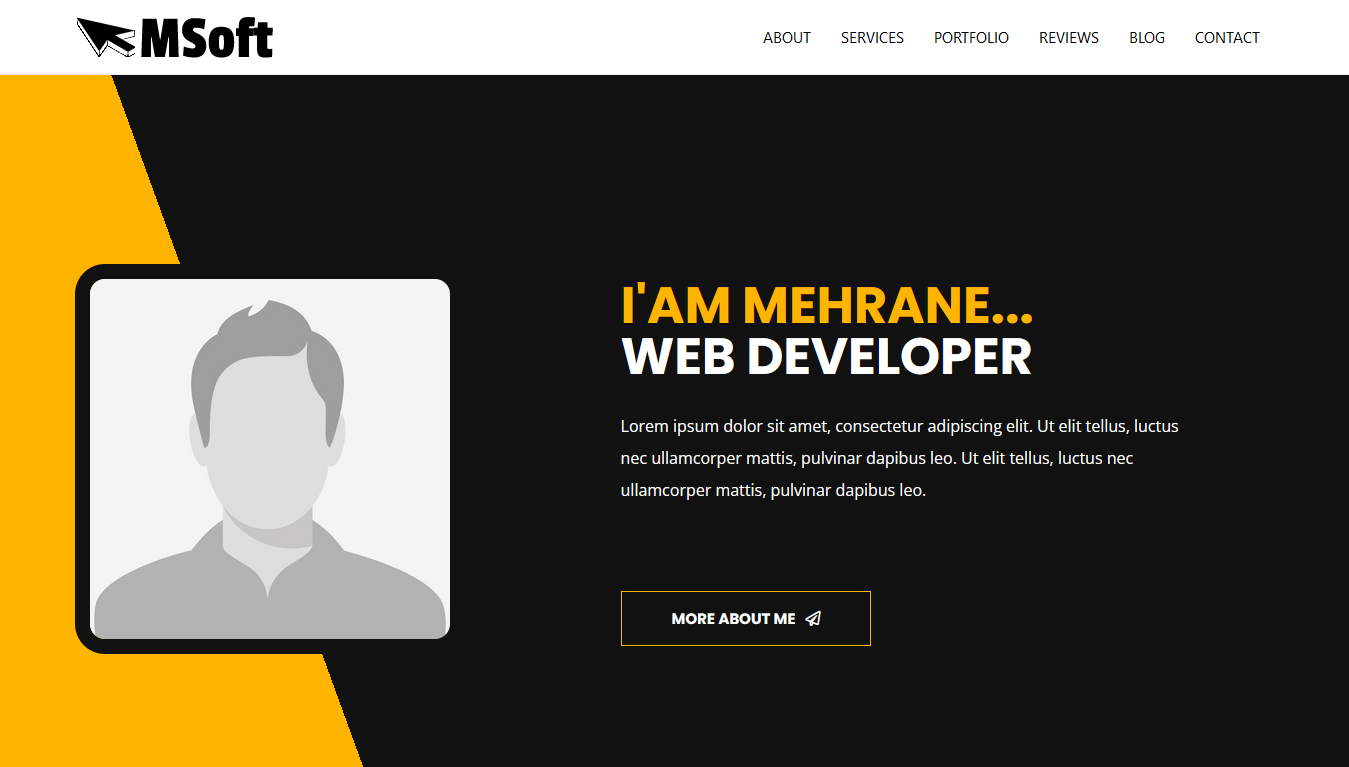 MSoft
ABOUT SERVICES PORTFOLIO REVIEWS BLOG CONTACT
I'AM MEHRANE...
WEB DEVELOPER
Lorem ipsum dolor sit amet, consectetur adipiscing elit. Ut elit tellus, luctus
nec ullamcorper mattis, pulvinar dapibus leo. Ut elit tellus, luctus nec
ullamcorper mattis, pulvinar dapibus leo.
MORE ABOUT ME